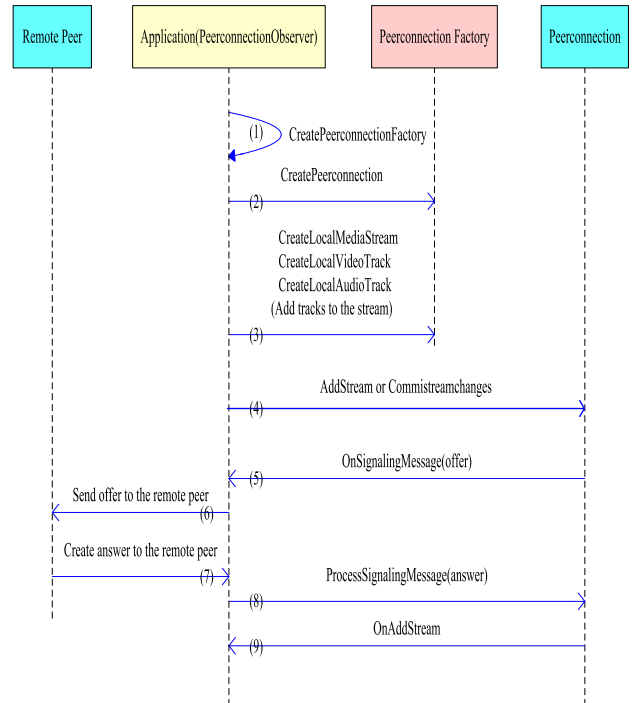 Remote Peer
Application(PeerconnectionObserver)
Peerconnection Factory
Peerconnection
(1)
CreatePeerconnectionFactory
CreatePeerconnection
(2)
CreateLocalMediaStream
CreateLocalVideoTrack
CreateLocalAudioTrack
(Add tracks to the stream)
(3)
AddStream or Commistreamchanges
(4)
OnSignalingMessage(offer)
(5)
Send offer to the remote peer
(6)
Create answer to the remote peer
(7)
ProcessSignalingMessage(answer)
(8)
OnAddStream
(9)